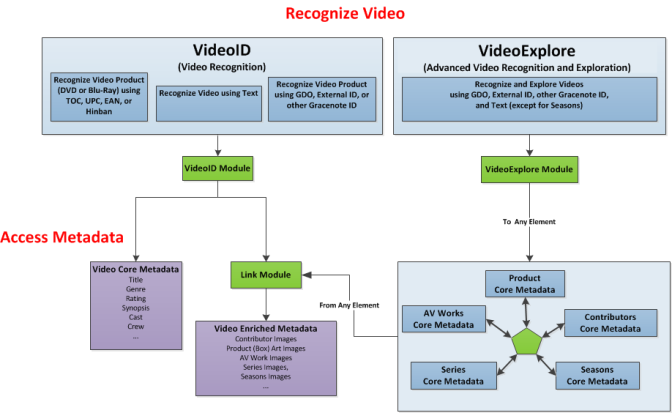 Recognize Video
VideoID
(Video Recognition)
Recognize Video Product
(DVD or Blu-Ray) using
TOC, UPC, EAN, or
Hinban
Recognize Video using Text
Recognize Video Product
using GDO, External ID, or
other Gracenote ID
VideoExplore
(Advanced Video Recognition and Exploration)
Recognize and Explore Videos
using GDO, External ID, other Gracenote ID,
and Text (except for Seasons)
VideoID Module
VideoExplore Module
To Any Element
Access Metadata
Video Core Metadata
Title
Genre
Rating
Synopsis
Cast
Crew
...
Link Module
From Any Element
Video Enriched Metadata
Contributor Images
Product (Box) Art Images
AV Work Images
Series Images,
Seasons Images
...
Product
Core Metadata
AV Works
Core Metadata
Contributors
Core Metadata
Series
Core Metadata
Seasons
Core Metadata